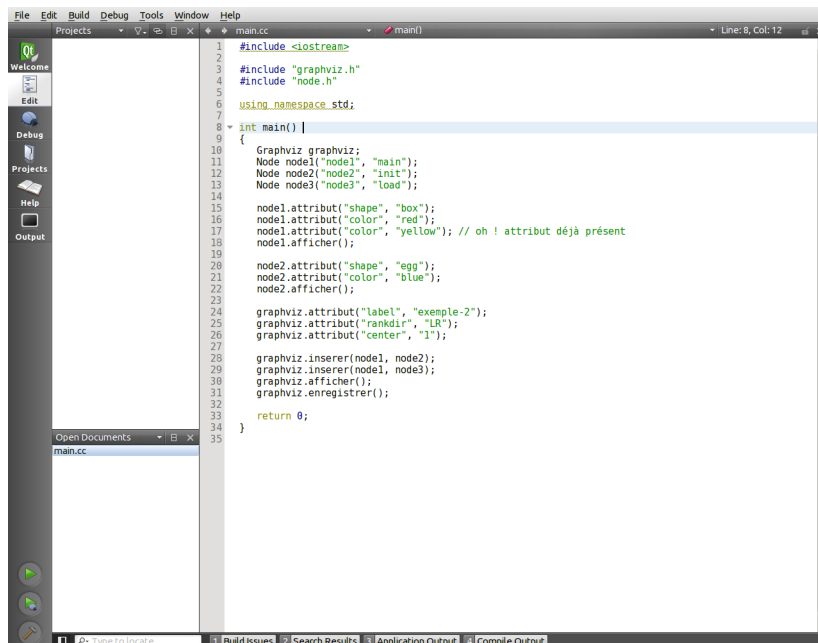 File Edit Build Debug Tools Window Help
Projects main.cc main() Line: 8, Col: 12
Welcome
Edit
Debug
Projects
Help
Output
1 #include <iostream>
2
3 #include "graphviz.h"
4 #include "node.h"
5
6 using namespace std;
7
8 int main()
9 {
10 Graphviz graphviz;
11 Node node1("node1", "main");
12 Node node2("node2", "init");
13 Node node3("node3", "load");
14
15 node1.attribut("shape", "box");
16 node1.attribut("color", "red");
17 node1.attribut("color", "yellow"); // oh ! attribut déjà présent
18 node1.afficher();
19
20 node2.attribut("shape", "egg");
21 node2.attribut("color", "blue");
22 node2.afficher();
23
24 graphviz.attribut("label", "exemple-2");
25 graphviz.attribut("rankdir", "LR");
26 graphviz.attribut("center", "1");
27
28 graphviz.inserer(node1, node2);
29 graphviz.inserer(node1, node3);
30 graphviz.afficher();
31 graphviz.enregistrer();
32
33 return 0;
34 }
35
Open Documents
main.cc
Type to locate 1 Build Issues 2 Search Results 3 Application Output 4 Compile Output